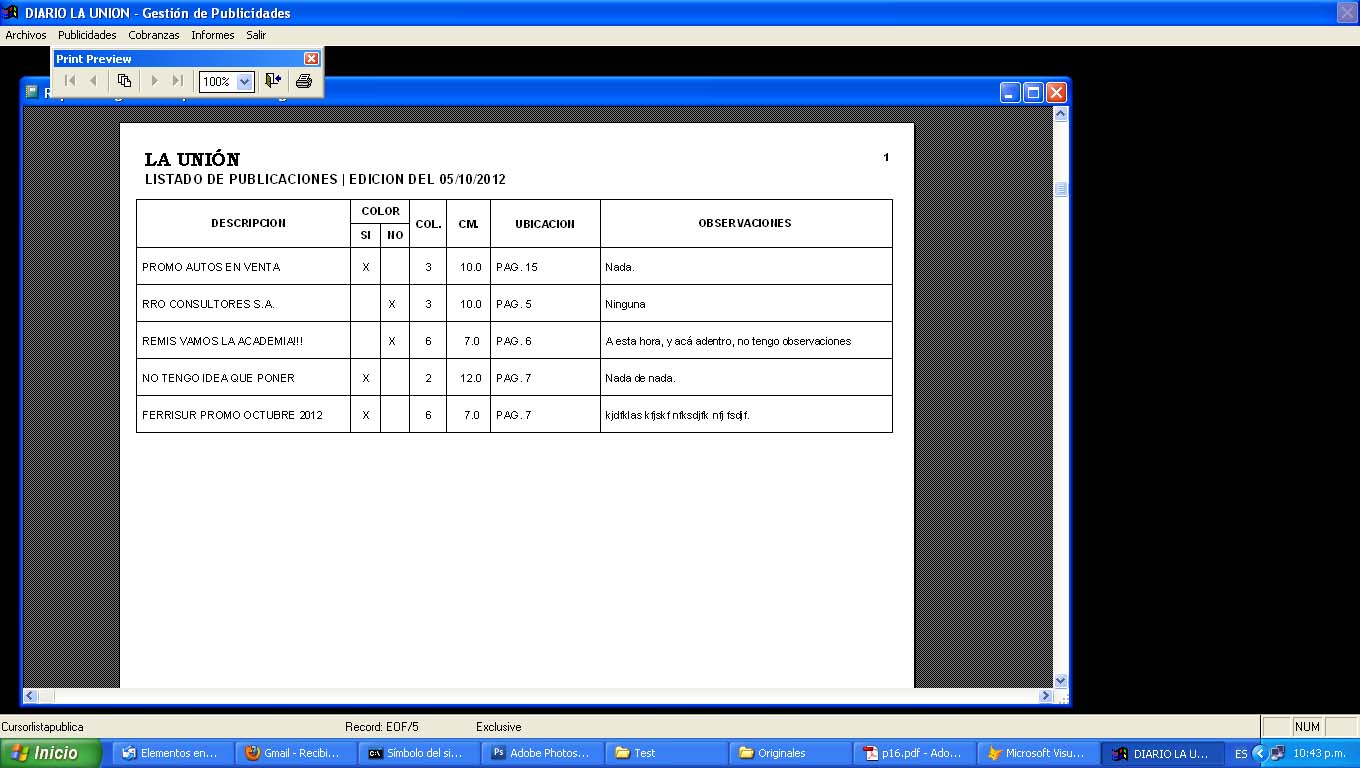 DIARIO LA UNION - Gestión de Publicidades
Archivos Publicidades Cobranzas Informes Salir
Print Preview
100%
LA UNIÓN 1
LISTADO DE PUBLICACIONES | EDICION DEL 05/10/2012
DESCRIPCION COLOR COL. CM. UBICACION OBSERVACIONES
SI NO
PROMO AUTOS EN VENTA X 3 10.0 PAG. 15 Nada.
RRO CONSULTORES S.A. X 3 10.0 PAG. 5 Ninguna
REMIS VAMOS LA ACADEMIA!!! X 6 7.0 PAG. 6 A esta hora, y acá adentro, no tengo observaciones
NO TENGO IDEA QUE PONER X 2 12.0 PAG. 7 Nada de nada.
FERRISUR PROMO OCTUBRE 2012 X 6 7.0 PAG. 7 kjdfklas kfjskf nfksdjfk nfj fsdjf.
Cursorlistapublica Record: EOF/5 Exclusive NUM
Inicio Elementos en... Gmail - Recibi... Símbolo del si... Adobe Photos... Test Originales p16.pdf - Ado... Microsoft Visu... DIARIO LA U... ES 10:43 p.m.